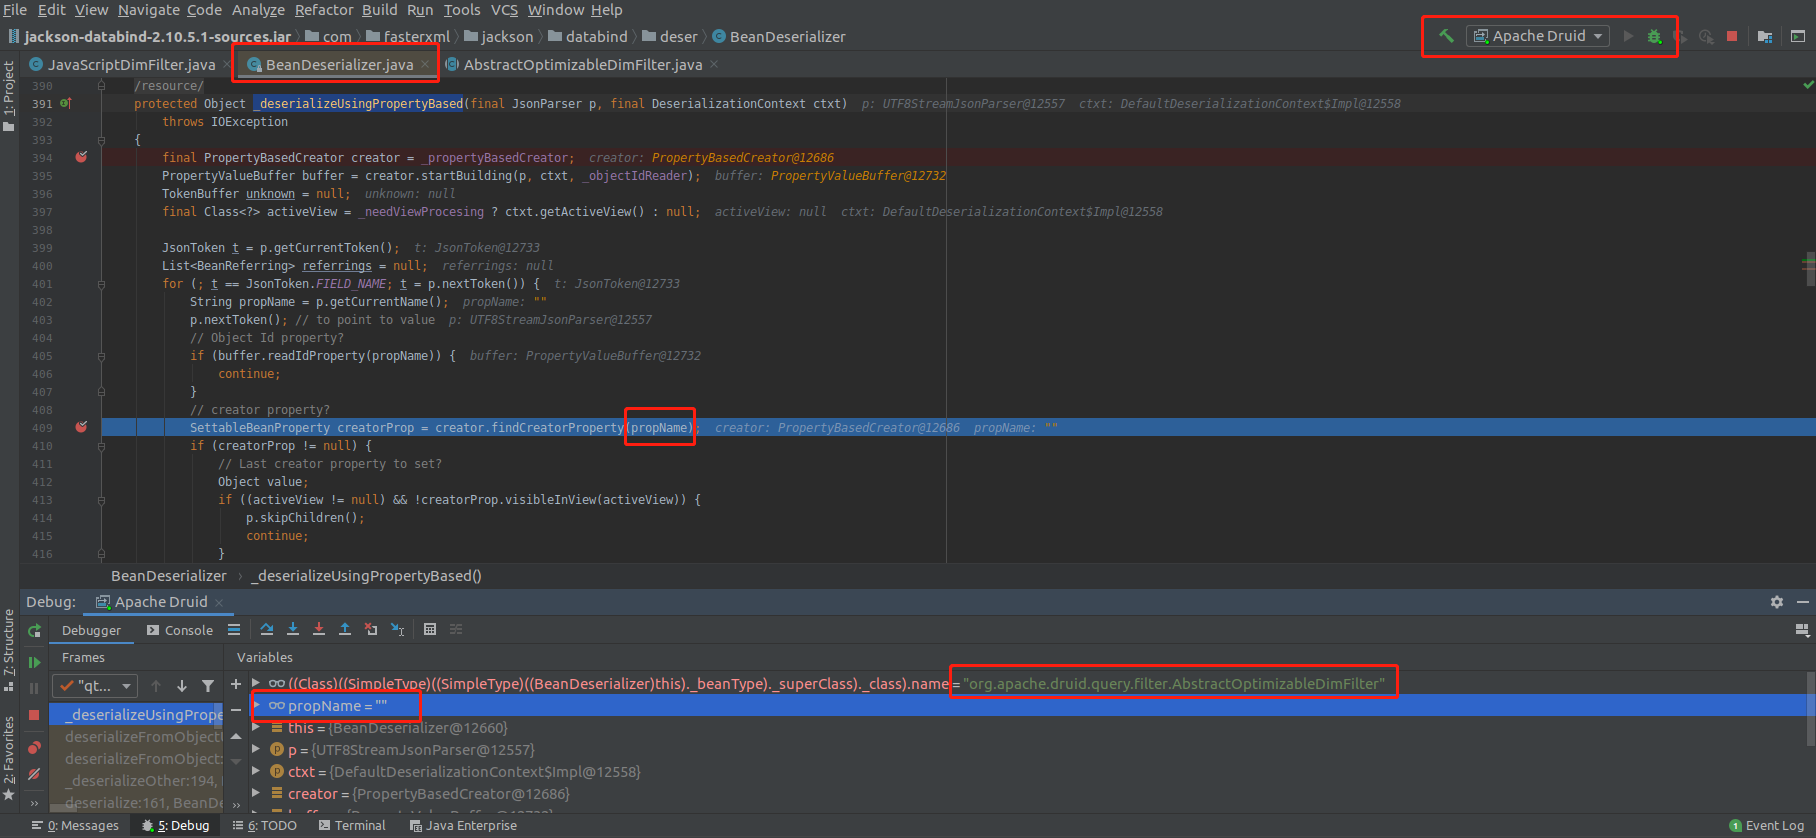 File Edit View Navigate Code Analyze Refactor Build Run Tools VCS Window Help
jackson-databind-2.10.5.1-sources.jar com fasterxml jackson databind deser BeanDeserializer Apache Druid
JavaScriptDimFilter.java BeanDeserializer.java AbstractOptimizableDimFilter.java
1: Project
390 /resource/
391 protected Object _deserializeUsingPropertyBased(final JsonParser p, final DeserializationContext ctxt) p: UTF8StreamJsonParser@12557 ctxt: DefaultDeserializationContext$Impl@12558
392 throws IOException
393 {
394 final PropertyBasedCreator creator = _propertyBasedCreator; creator: PropertyBasedCreator@12686
395 PropertyValueBuffer buffer = creator.startBuilding(p, ctxt, _objectIdReader); buffer: PropertyValueBuffer@12732
396 TokenBuffer unknown = null; unknown: null
397 final Class<?> activeView = _needViewProcesing ? ctxt.getActiveView() : null; activeView: null ctxt: DefaultDeserializationContext$Impl@12558
398
399 JsonToken t = p.getCurrentToken(); t: JsonToken@12733
400 List<BeanReferring> referrings = null; referrings: null
401 for (; t == JsonToken.FIELD_NAME; t = p.nextToken()) { t: JsonToken@12733
402 String propName = p.getCurrentName(); propName: ""
403 p.nextToken(); // to point to value p: UTF8StreamJsonParser@12557
404 // Object Id property?
405 if (buffer.readIdProperty(propName)) { buffer: PropertyValueBuffer@12732
406 continue;
407 }
408 // creator property?
409 SettableBeanProperty creatorProp = creator.findCreatorProperty(propName); creator: PropertyBasedCreator@12686 propName: ""
410 if (creatorProp != null) {
411 // Last creator property to set?
412 Object value;
413 if ((activeView != null) && !creatorProp.visibleInView(activeView)) {
414 p.skipChildren();
415 continue;
416 }
BeanDeserializer _deserializeUsingPropertyBased()
Debug: Apache Druid
Debugger Console
7: Structure
2: Favorites
Frames Variables
"qt...
_deserializeUsingPrope
deserializeFromObject
deserializeFromObject:
_deserializeOther:194,
deserialize:161, BeanDe
((Class)((SimpleType)((SimpleType)((BeanDeserializer)this)._beanType)._superClass)._class).name = "org.apache.druid.query.filter.AbstractOptimizableDimFilter"
propName = ""
this = {BeanDeserializer@12660}
p = {UTF8StreamJsonParser@12557}
ctxt = {DefaultDeserializationContext$Impl@12558}
creator = {PropertyBasedCreator@12686}
0: Messages 5: Debug 6: TODO Terminal Java Enterprise 1 Event Log